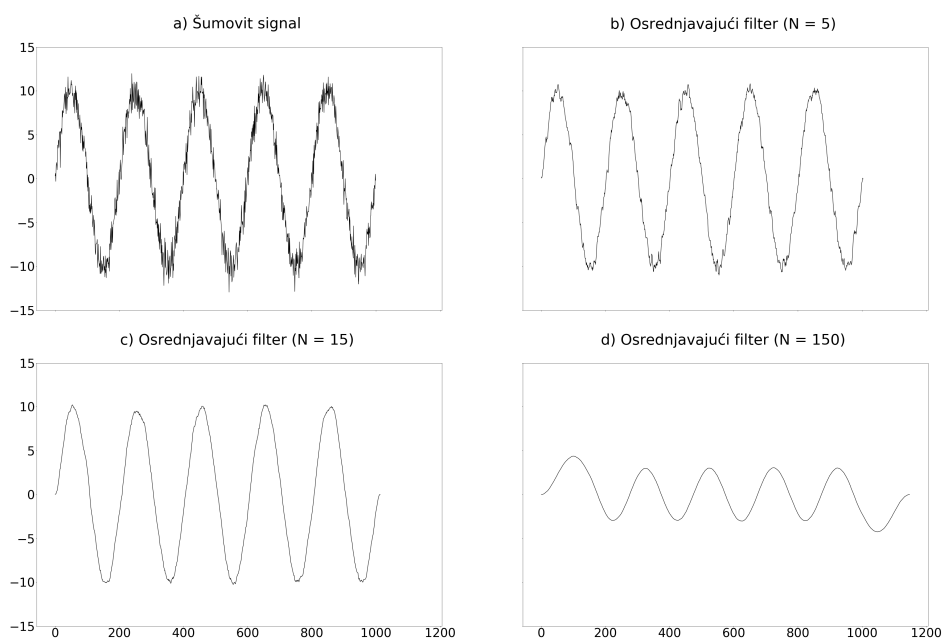 a) Šumovit signal
b) Osrednjavajući filter (N = 5)
15
10
5
0
−5
−10
−15
c) Osrednjavajući filter (N = 15)
d) Osrednjavajući filter (N = 150)
15
10
5
0
−5
−10
−15
0 200 400 600 800 1000 1200
0 200 400 600 800 1000 1200